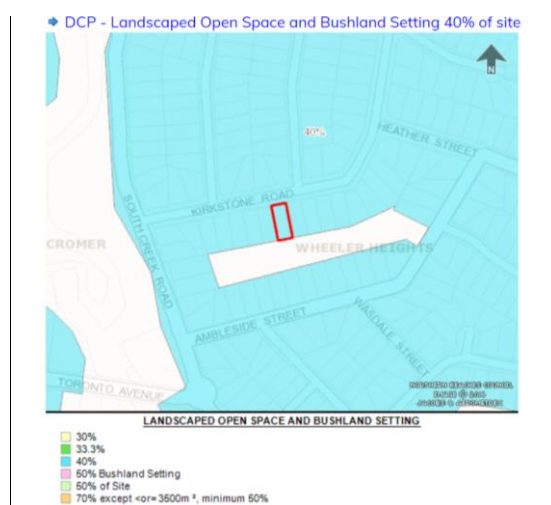 DCP - Landscaped Open Space and Bushland Setting 40% of site
N
40%
HEATHER STREET
KIRKSTONE ROAD
SOUTH CREEK ROAD
CROMER
WHEELER HEIGHTS
AMBLESIDE STREET
WASDALE STREET
TORONTO AVENUE
LANDSCAPED OPEN SPACE AND BUSHLAND SETTING
30%
33.3%
40%
50% Bushland Setting
50% of Site
70% except <or= 3500m ², minimum 50%